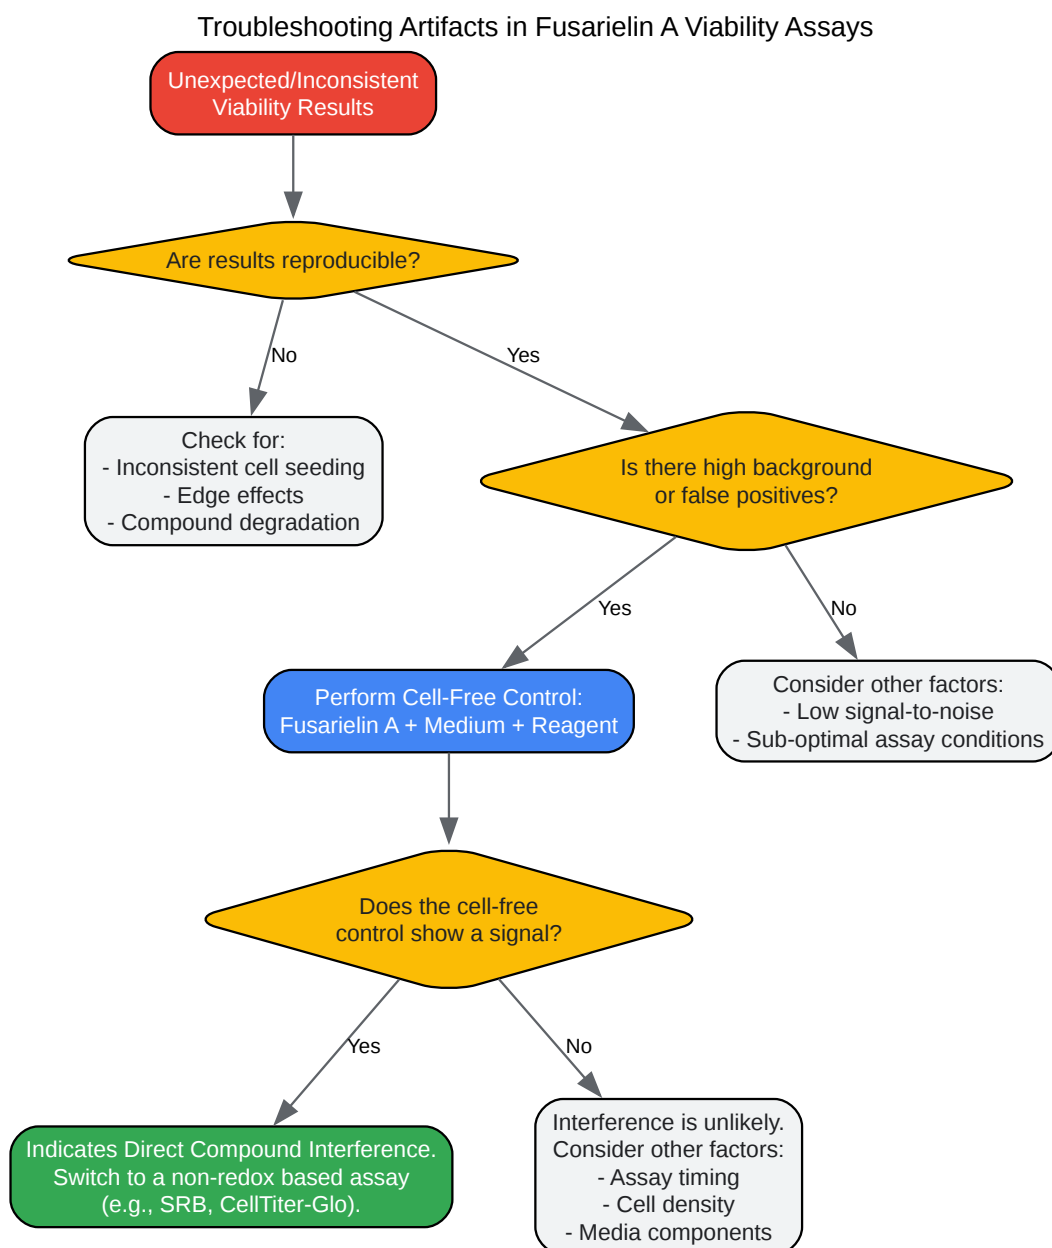 Troubleshooting Artifacts in Fusarielin A Viability Assays
Unexpected/Inconsistent
Viability Results
Are results reproducible?
No
Yes
Check for:
- Inconsistent cell seeding
- Edge effects
- Compound degradation
Is there high background
or false positives?
Yes
No
Perform Cell-Free Control:
Fusarielin A + Medium + Reagent
Consider other factors:
- Low signal-to-noise
- Sub-optimal assay conditions
Does the cell-free
control show a signal?
Yes
No
Indicates Direct Compound Interference.
Switch to a non-redox based assay
(e.g., SRB, CellTiter-Glo).
Interference is unlikely.
Consider other factors:
- Assay timing
- Cell density
- Media components